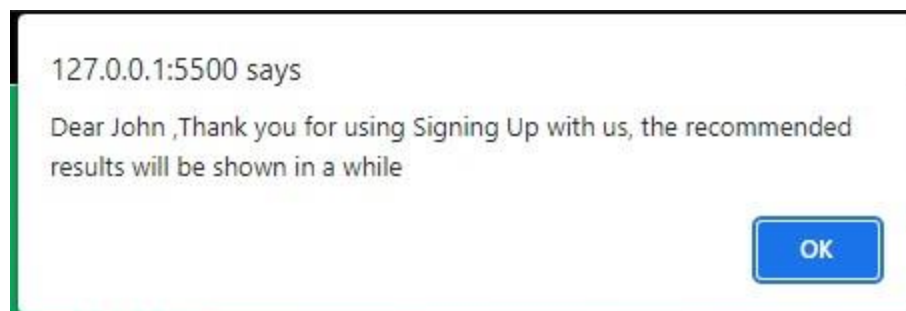 127.0.0.1:5500 says
Dear John ,Thank you for using Signing Up with us, the recommended
results will be shown in a while
OK